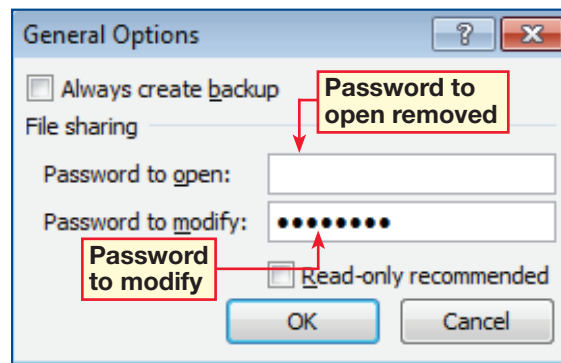 General Options
Always create backup
Password to
open removed
File sharing
Password to open:
Password to modify: ●●●●●●●●
Password
to modify
Read-only recommended
OK
Cancel